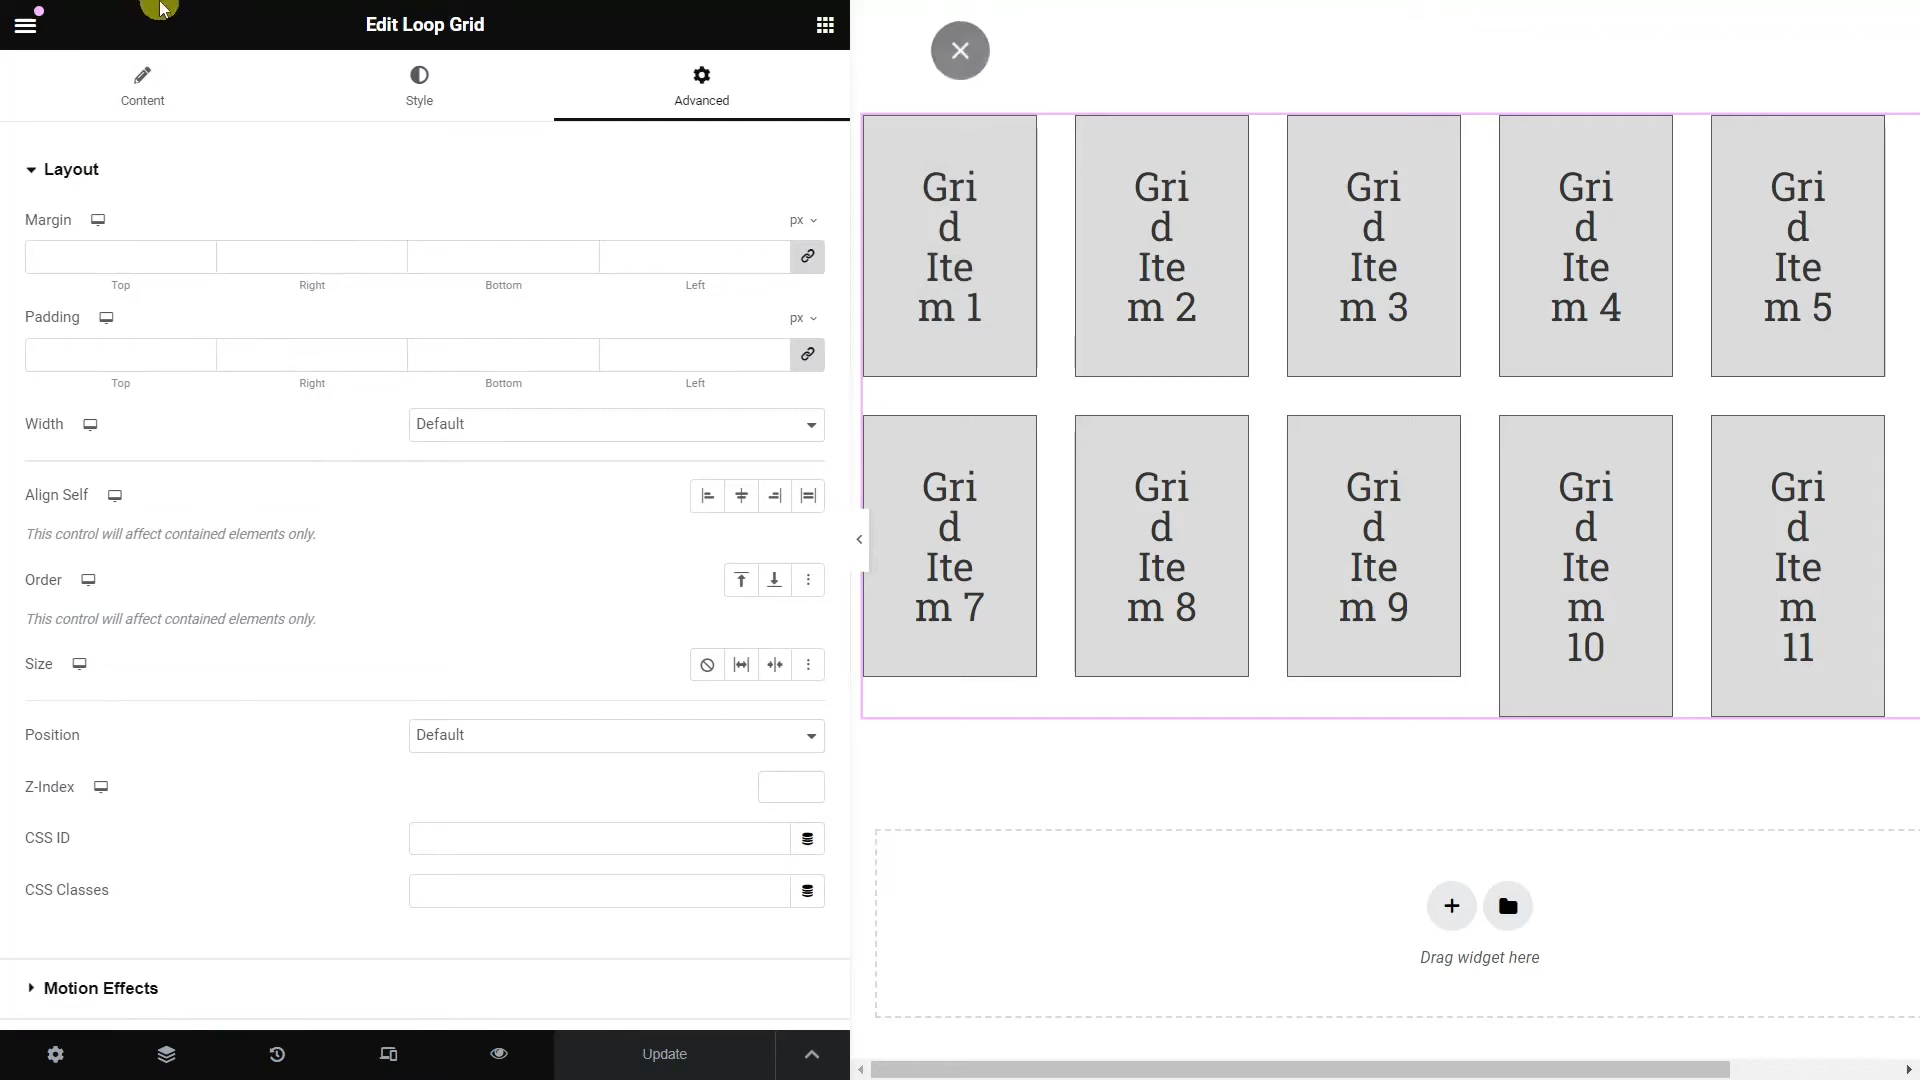 Edit Loop Grid
Content
Style
Advanced
Layout
Margin
px
Top
Right
Bottom
Left
Padding
px
Top
Right
Bottom
Left
Width
Default
Align Self
This control will affect contained elements only.
Order
This control will affect contained elements only.
Size
Position
Default
Z-Index
CSS ID
CSS Classes
Motion Effects
Update
Gri
d
Ite
m 1
Gri
d
Ite
m 2
Gri
d
Ite
m 3
Gri
d
Ite
m 4
Gri
d
Ite
m 5
Gri
d
Ite
m 7
Gri
d
Ite
m 8
Gri
d
Ite
m 9
Gri
d
Ite
m
10
Gri
d
Ite
m
11
Drag widget here